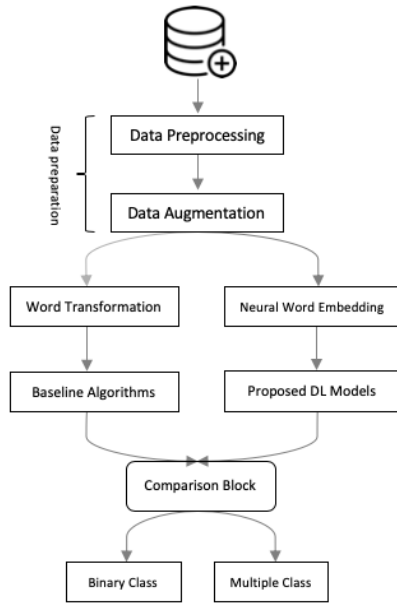 Data preparation
Data Preprocessing
Data Augmentation
Word Transformation
Neural Word Embedding
Baseline Algorithms
Proposed DL Models
Comparison Block
Binary Class
Multiple Class